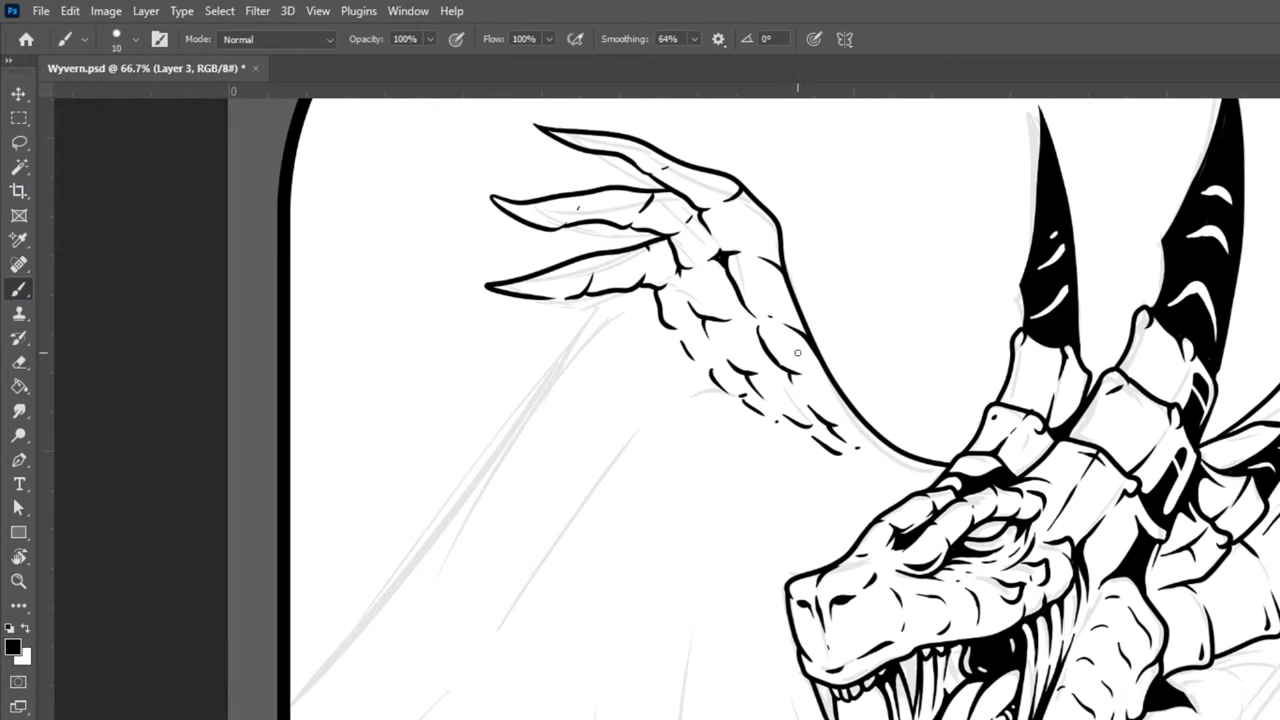 Ps File Edit Image Layer Type Select Filter 3D View Plugins Window Help
10 Mode: Normal Opacity: 100% Flow: 100% Smoothing: 64% 0°
Wyvern.psd @ 66.7% (Layer 3, RGB/8#) * ×
0